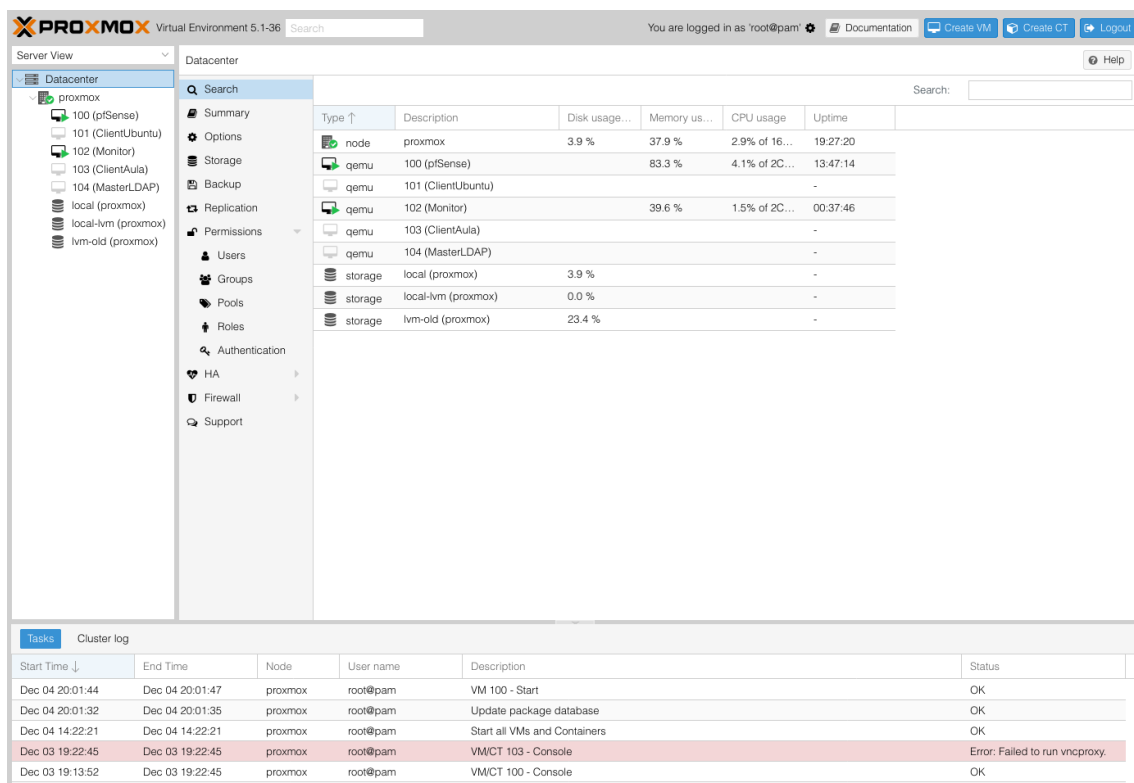 PROXMOX Virtual Environment 5.1-36 Search You are logged in as 'root@pam' Documentation Create VM Create CT Logout
Server View
Datacenter
proxmox
100 (pfSense)
101 (ClientUbuntu)
102 (Monitor)
103 (ClientAula)
104 (MasterLDAP)
local (proxmox)
local-lvm (proxmox)
lvm-old (proxmox)
Datacenter Help
Search
Summary
Options
Storage
Backup
Replication
Permissions
Users
Groups
Pools
Roles
Authentication
HA
Firewall
Support
Search:
Type ↑ Description Disk usage... Memory us... CPU usage Uptime
node proxmox 3.9 % 37.9 % 2.9% of 16... 19:27:20
qemu 100 (pfSense) 83.3 % 4.1% of 2C... 13:47:14
qemu 101 (ClientUbuntu) -
qemu 102 (Monitor) 39.6 % 1.5% of 2C... 00:37:46
qemu 103 (ClientAula) -
qemu 104 (MasterLDAP) -
storage local (proxmox) 3.9 % -
storage local-lvm (proxmox) 0.0 % -
storage lvm-old (proxmox) 23.4 % -
Tasks Cluster log
Start Time ↓ End Time Node User name Description Status
Dec 04 20:01:44 Dec 04 20:01:47 proxmox root@pam VM 100 - Start OK
Dec 04 20:01:32 Dec 04 20:01:35 proxmox root@pam Update package database OK
Dec 04 14:22:21 Dec 04 14:22:21 proxmox root@pam Start all VMs and Containers OK
Dec 03 19:22:45 Dec 03 19:22:45 proxmox root@pam VM/CT 103 - Console Error: Failed to run vncproxy.
Dec 03 19:13:52 Dec 03 19:22:45 proxmox root@pam VM/CT 100 - Console OK